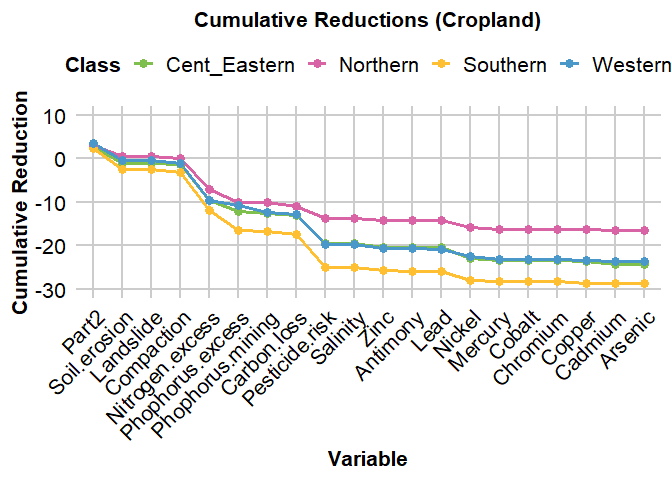 Cumulative Reductions (Cropland)
Class Cent_Eastern Northern Southern Western
Cumulative Reduction
10
0
-10
-20
-30
Part2
Soil.erosion
Landslide
Compaction
Nitrogen.excess
Phophorus.excess
Phophorus.mining
Carbon.loss
Pesticide.risk
Salinity
Zinc
Antimony
Lead
Nickel
Mercury
Cobalt
Chromium
Copper
Cadmium
Arsenic
Variable